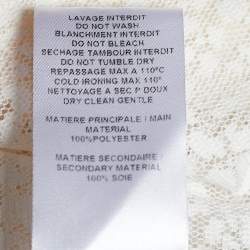 LAVAGE INTERDIT
DO NOT WASH
BLANCHIMENT INTERDIT
DO NOT BLEACH
SECHAGE TAMBOUR INTERDIT
DO NOT TUMBLE DRY
REPASSAGE MAX A 110°C
COLD IRONING MAX 110°
NETTOYAGE A SEC P DOUX
DRY CLEAN GENTLE
MATIERE PRINCIPALE / MAIN
MATERIAL
100%POLYESTER
MATIERE SECONDAIRE /
SECONDARY MATERIAL
100% SOIE